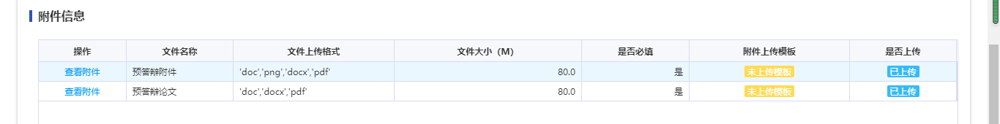 附件信息
操作 文件名称 文件上传格式 文件大小（M） 是否必填 附件上传模板 是否上传
查看附件 预答辩附件 'doc','png','docx','pdf' 80.0 是 未上传模板 已上传
查看附件 预答辩论文 'doc','docx','pdf' 80.0 是 未上传模板 已上传